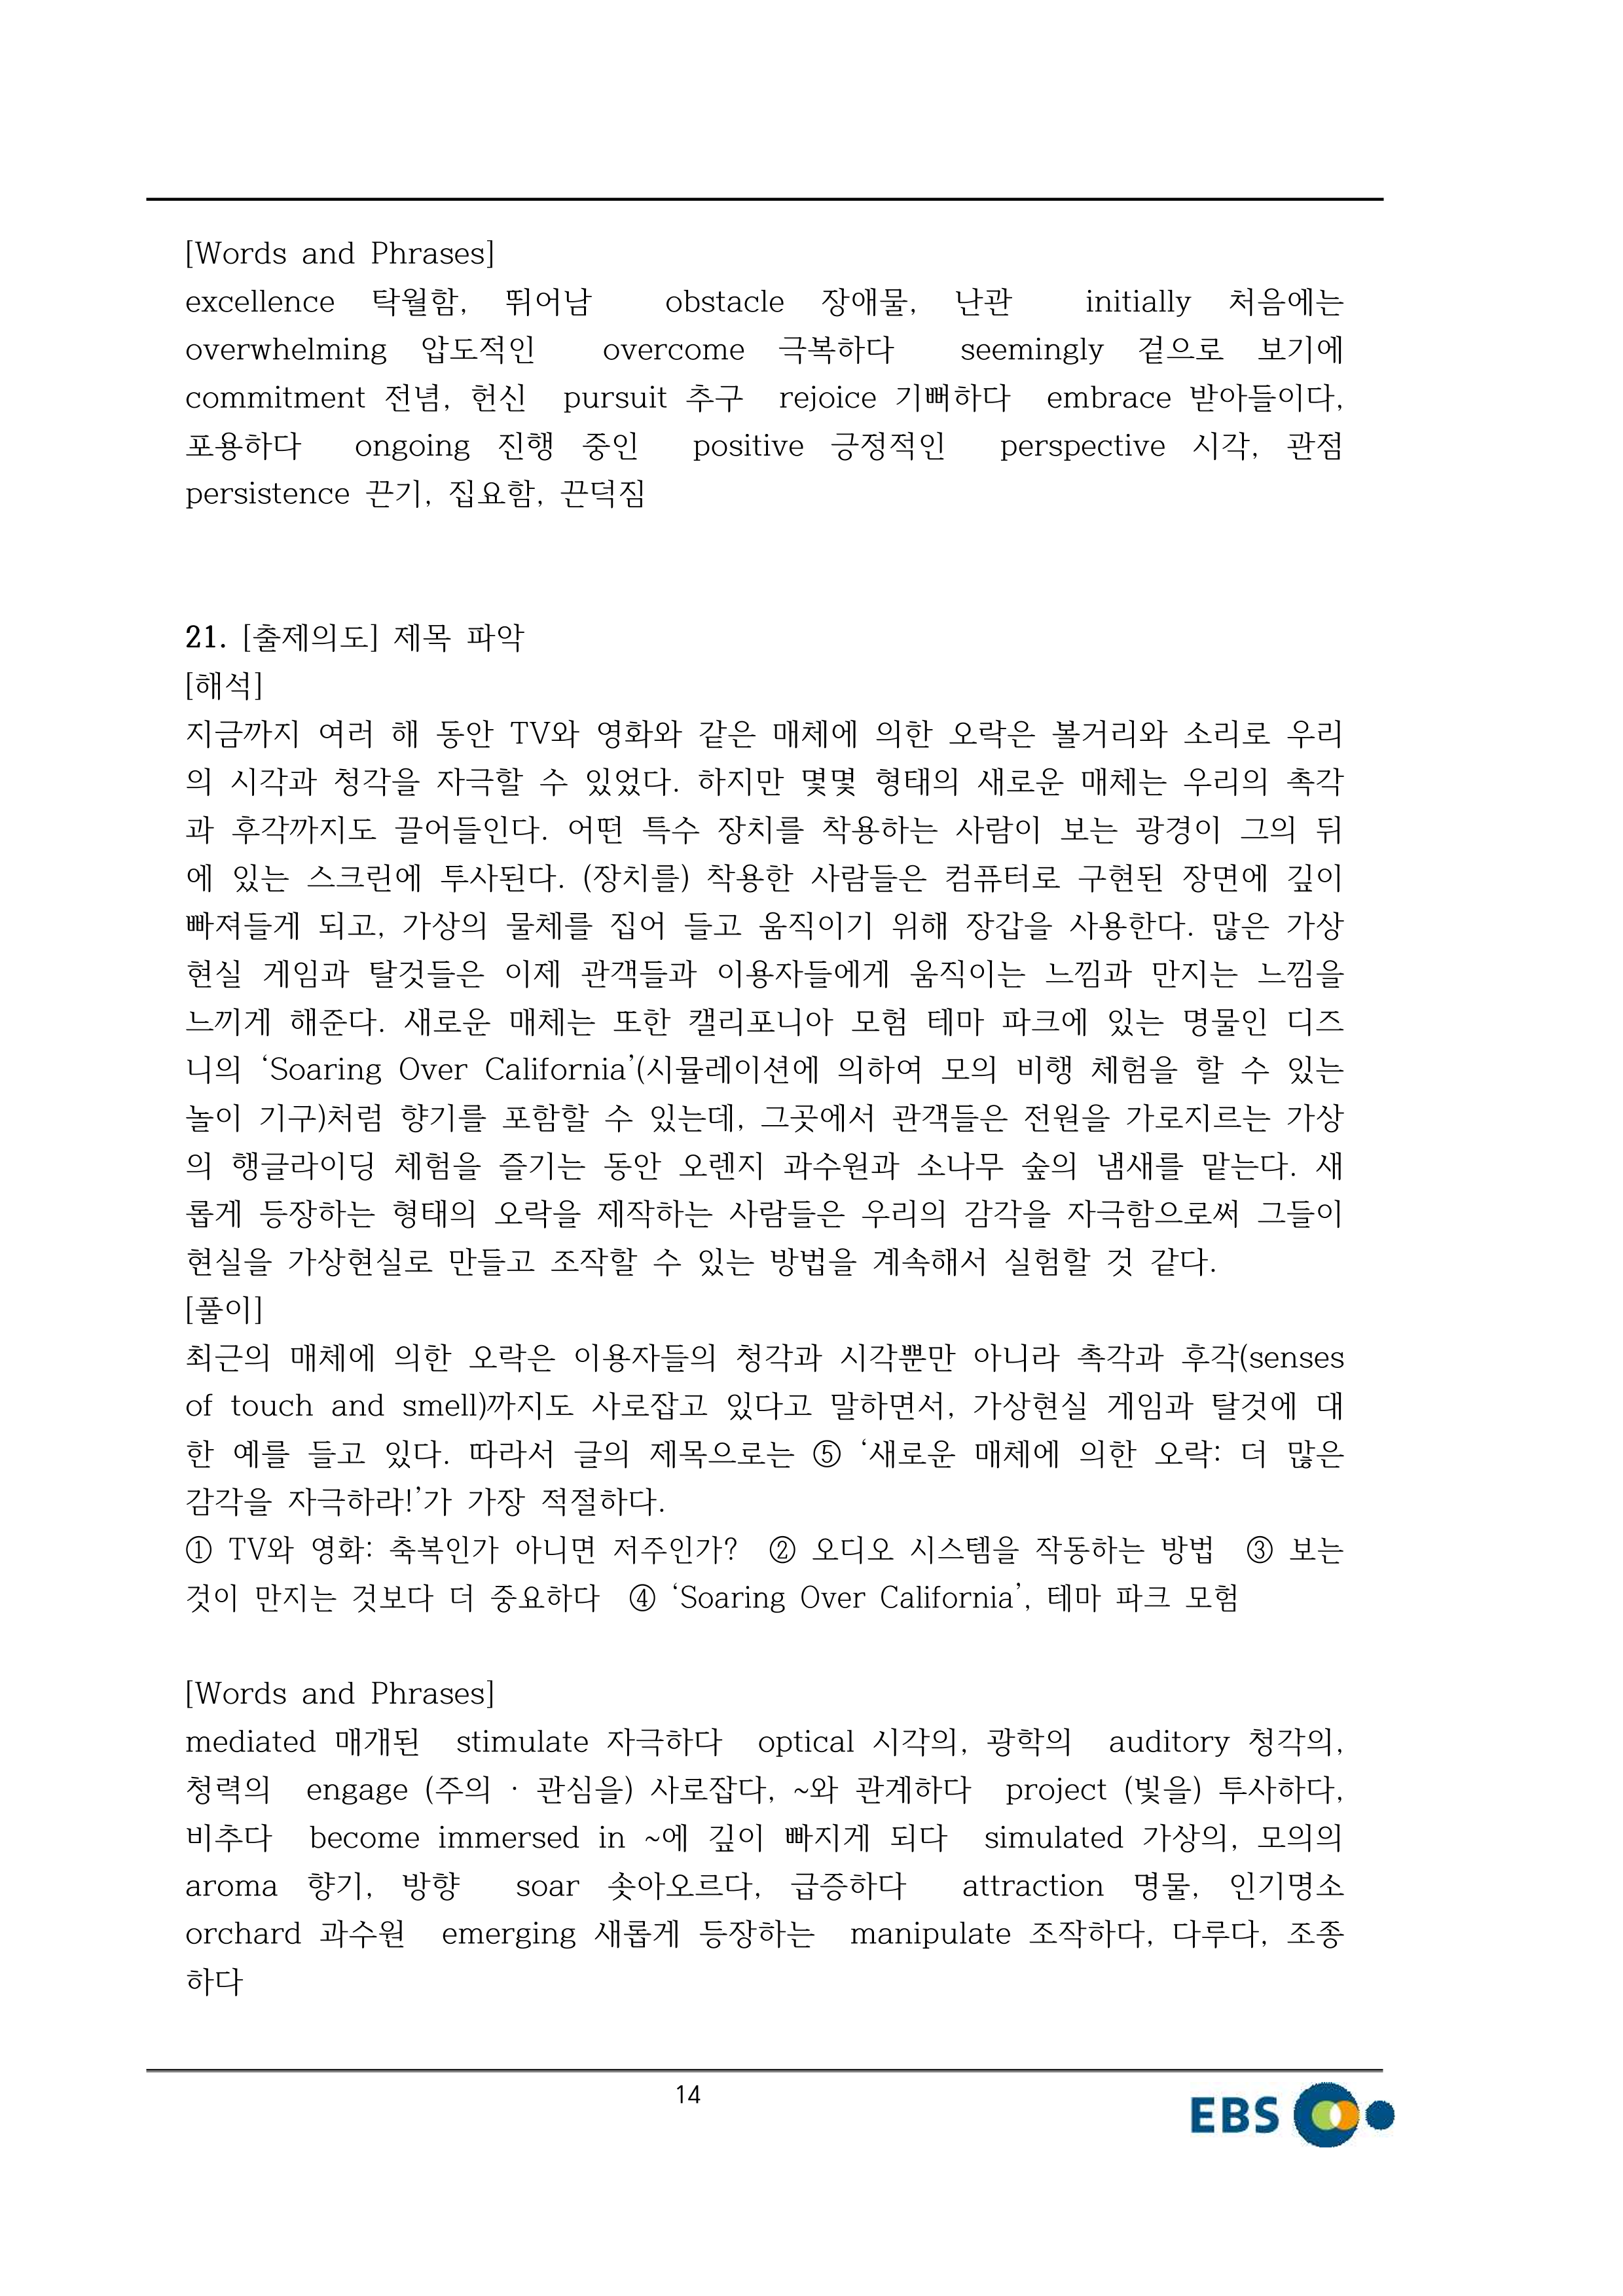 [Words and Phrases]
excellence 탁월함, 뛰어남 obstacle 장애물, 난관 initially 처음에는
overwhelming 압도적인 overcome 극복하다 seemingly 겉으로 보기에
commitment 전념, 헌신 pursuit 추구 rejoice 기뻐하다 embrace 받아들이다,
포용하다 ongoing 진행 중인 positive 긍정적인 perspective 시각, 관점
persistence 끈기, 집요함, 끈덕짐
21. [출제의도] 제목 파악
[해석]
지금까지 여러 해 동안 TV와 영화와 같은 매체에 의한 오락은 볼거리와 소리로 우리
의 시각과 청각을 자극할 수 있었다. 하지만 몇몇 형태의 새로운 매체는 우리의 촉각
과 후각까지도 끌어들인다. 어떤 특수 장치를 착용하는 사람이 보는 광경이 그의 뒤
에 있는 스크린에 투사된다. (장치를) 착용한 사람들은 컴퓨터로 구현된 장면에 깊이
빠져들게 되고, 가상의 물체를 집어 들고 움직이기 위해 장갑을 사용한다. 많은 가상
현실 게임과 탈것들은 이제 관객들과 이용자들에게 움직이는 느낌과 만지는 느낌을
느끼게 해준다. 새로운 매체는 또한 캘리포니아 모험 테마 파크에 있는 명물인 디즈
니의 ‘Soaring Over California’(시뮬레이션에 의하여 모의 비행 체험을 할 수 있는
놀이 기구)처럼 향기를 포함할 수 있는데, 그곳에서 관객들은 전원을 가로지르는 가상
의 행글라이딩 체험을 즐기는 동안 오렌지 과수원과 소나무 숲의 냄새를 맡는다. 새
롭게 등장하는 형태의 오락을 제작하는 사람들은 우리의 감각을 자극함으로써 그들이
현실을 가상현실로 만들고 조작할 수 있는 방법을 계속해서 실험할 것 같다.
[풀이]
최근의 매체에 의한 오락은 이용자들의 청각과 시각뿐만 아니라 촉각과 후각(senses
of touch and smell)까지도 사로잡고 있다고 말하면서, 가상현실 게임과 탈것에 대
한 예를 들고 있다. 따라서 글의 제목으로는 ⑤ ‘새로운 매체에 의한 오락: 더 많은
감각을 자극하라!’가 가장 적절하다.
① TV와 영화: 축복인가 아니면 저주인가? ② 오디오 시스템을 작동하는 방법 ③ 보는
것이 만지는 것보다 더 중요하다 ④ ‘Soaring Over California’, 테마 파크 모험
[Words and Phrases]
mediated 매개된 stimulate 자극하다 optical 시각의, 광학의 auditory 청각의,
청력의 engage (주의 · 관심을) 사로잡다, ~와 관계하다 project (빛을) 투사하다,
비추다 become immersed in ~에 깊이 빠지게 되다 simulated 가상의, 모의의
aroma 향기, 방향 soar 솟아오르다, 급증하다 attraction 명물, 인기명소
orchard 과수원 emerging 새롭게 등장하는 manipulate 조작하다, 다루다, 조종
하다
14
EBS